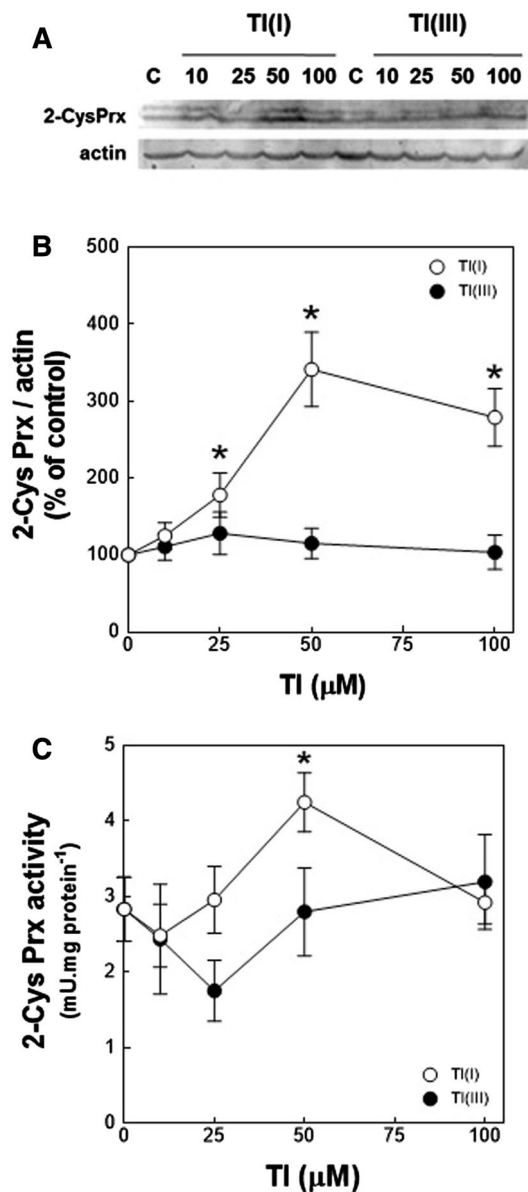 A
Tl(I) Tl(III)
C 10 25 50 100 C 10 25 50 100
2-CysPrx
actin
B
500
400
300
200
100
0
2-Cys Prx / actin
(% of control)
Tl(I)
Tl(III)
*
*
*
0 25 50 75 100
Tl (µM)
C
5
4
3
2
1
0
2-Cys Prx activity
(mU.mg protein⁻¹)
*
Tl(I)
Tl(III)
0 25 50 75 100
Tl (µM)